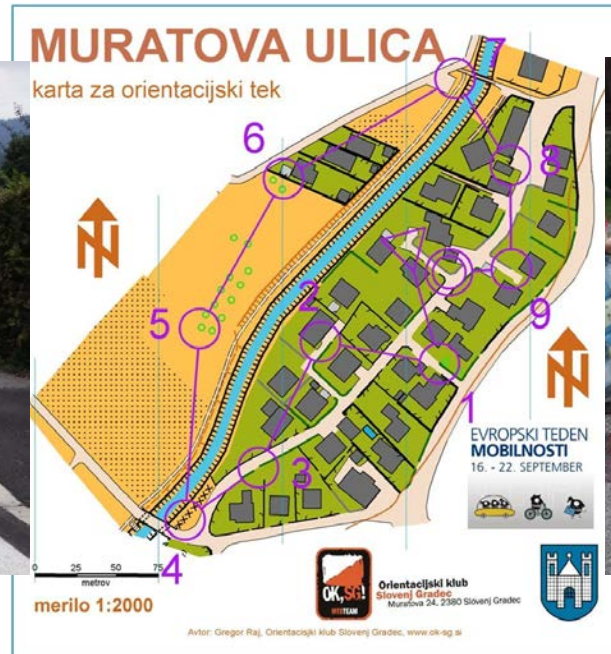 MURATOVA ULICA
karta za orientacijski tek
7
6
8
N
2
5
9
N
1
3
4
EVROPSKI TEDEN
MOBILNOSTI
16. - 22. SEPTEMBER
0 25 50 75
metrov
merilo 1:2000
OK,SG!
MTBTEAM
Orientacijski klub
Slovenj Gradec
Muratova 24, 2380 Slovenj Gradec
Avtor: Gregor Raj, Orientacisjki klub Slovenj Gradec, www.ok-sg.si